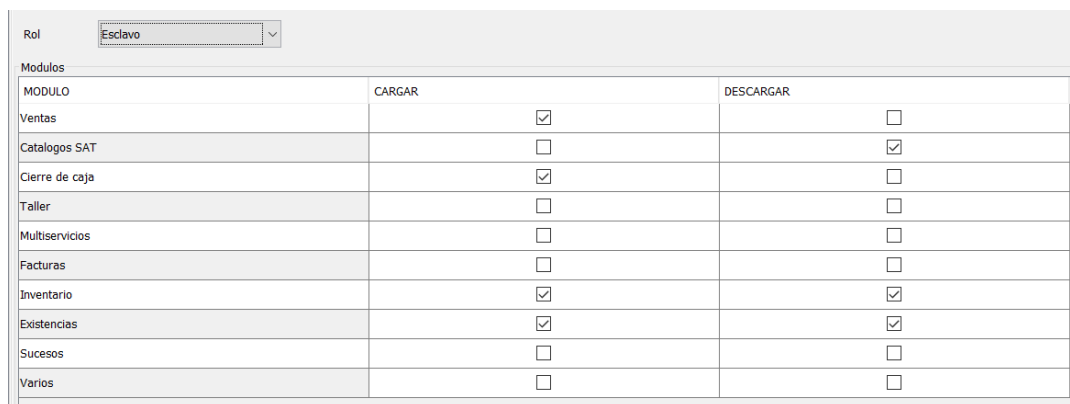 Rol Esclavo
Modulos
MODULO CARGAR DESCARGAR
Ventas
Catalogos SAT
Cierre de caja
Taller
Multiservicios
Facturas
Inventario
Existencias
Sucesos
Varios